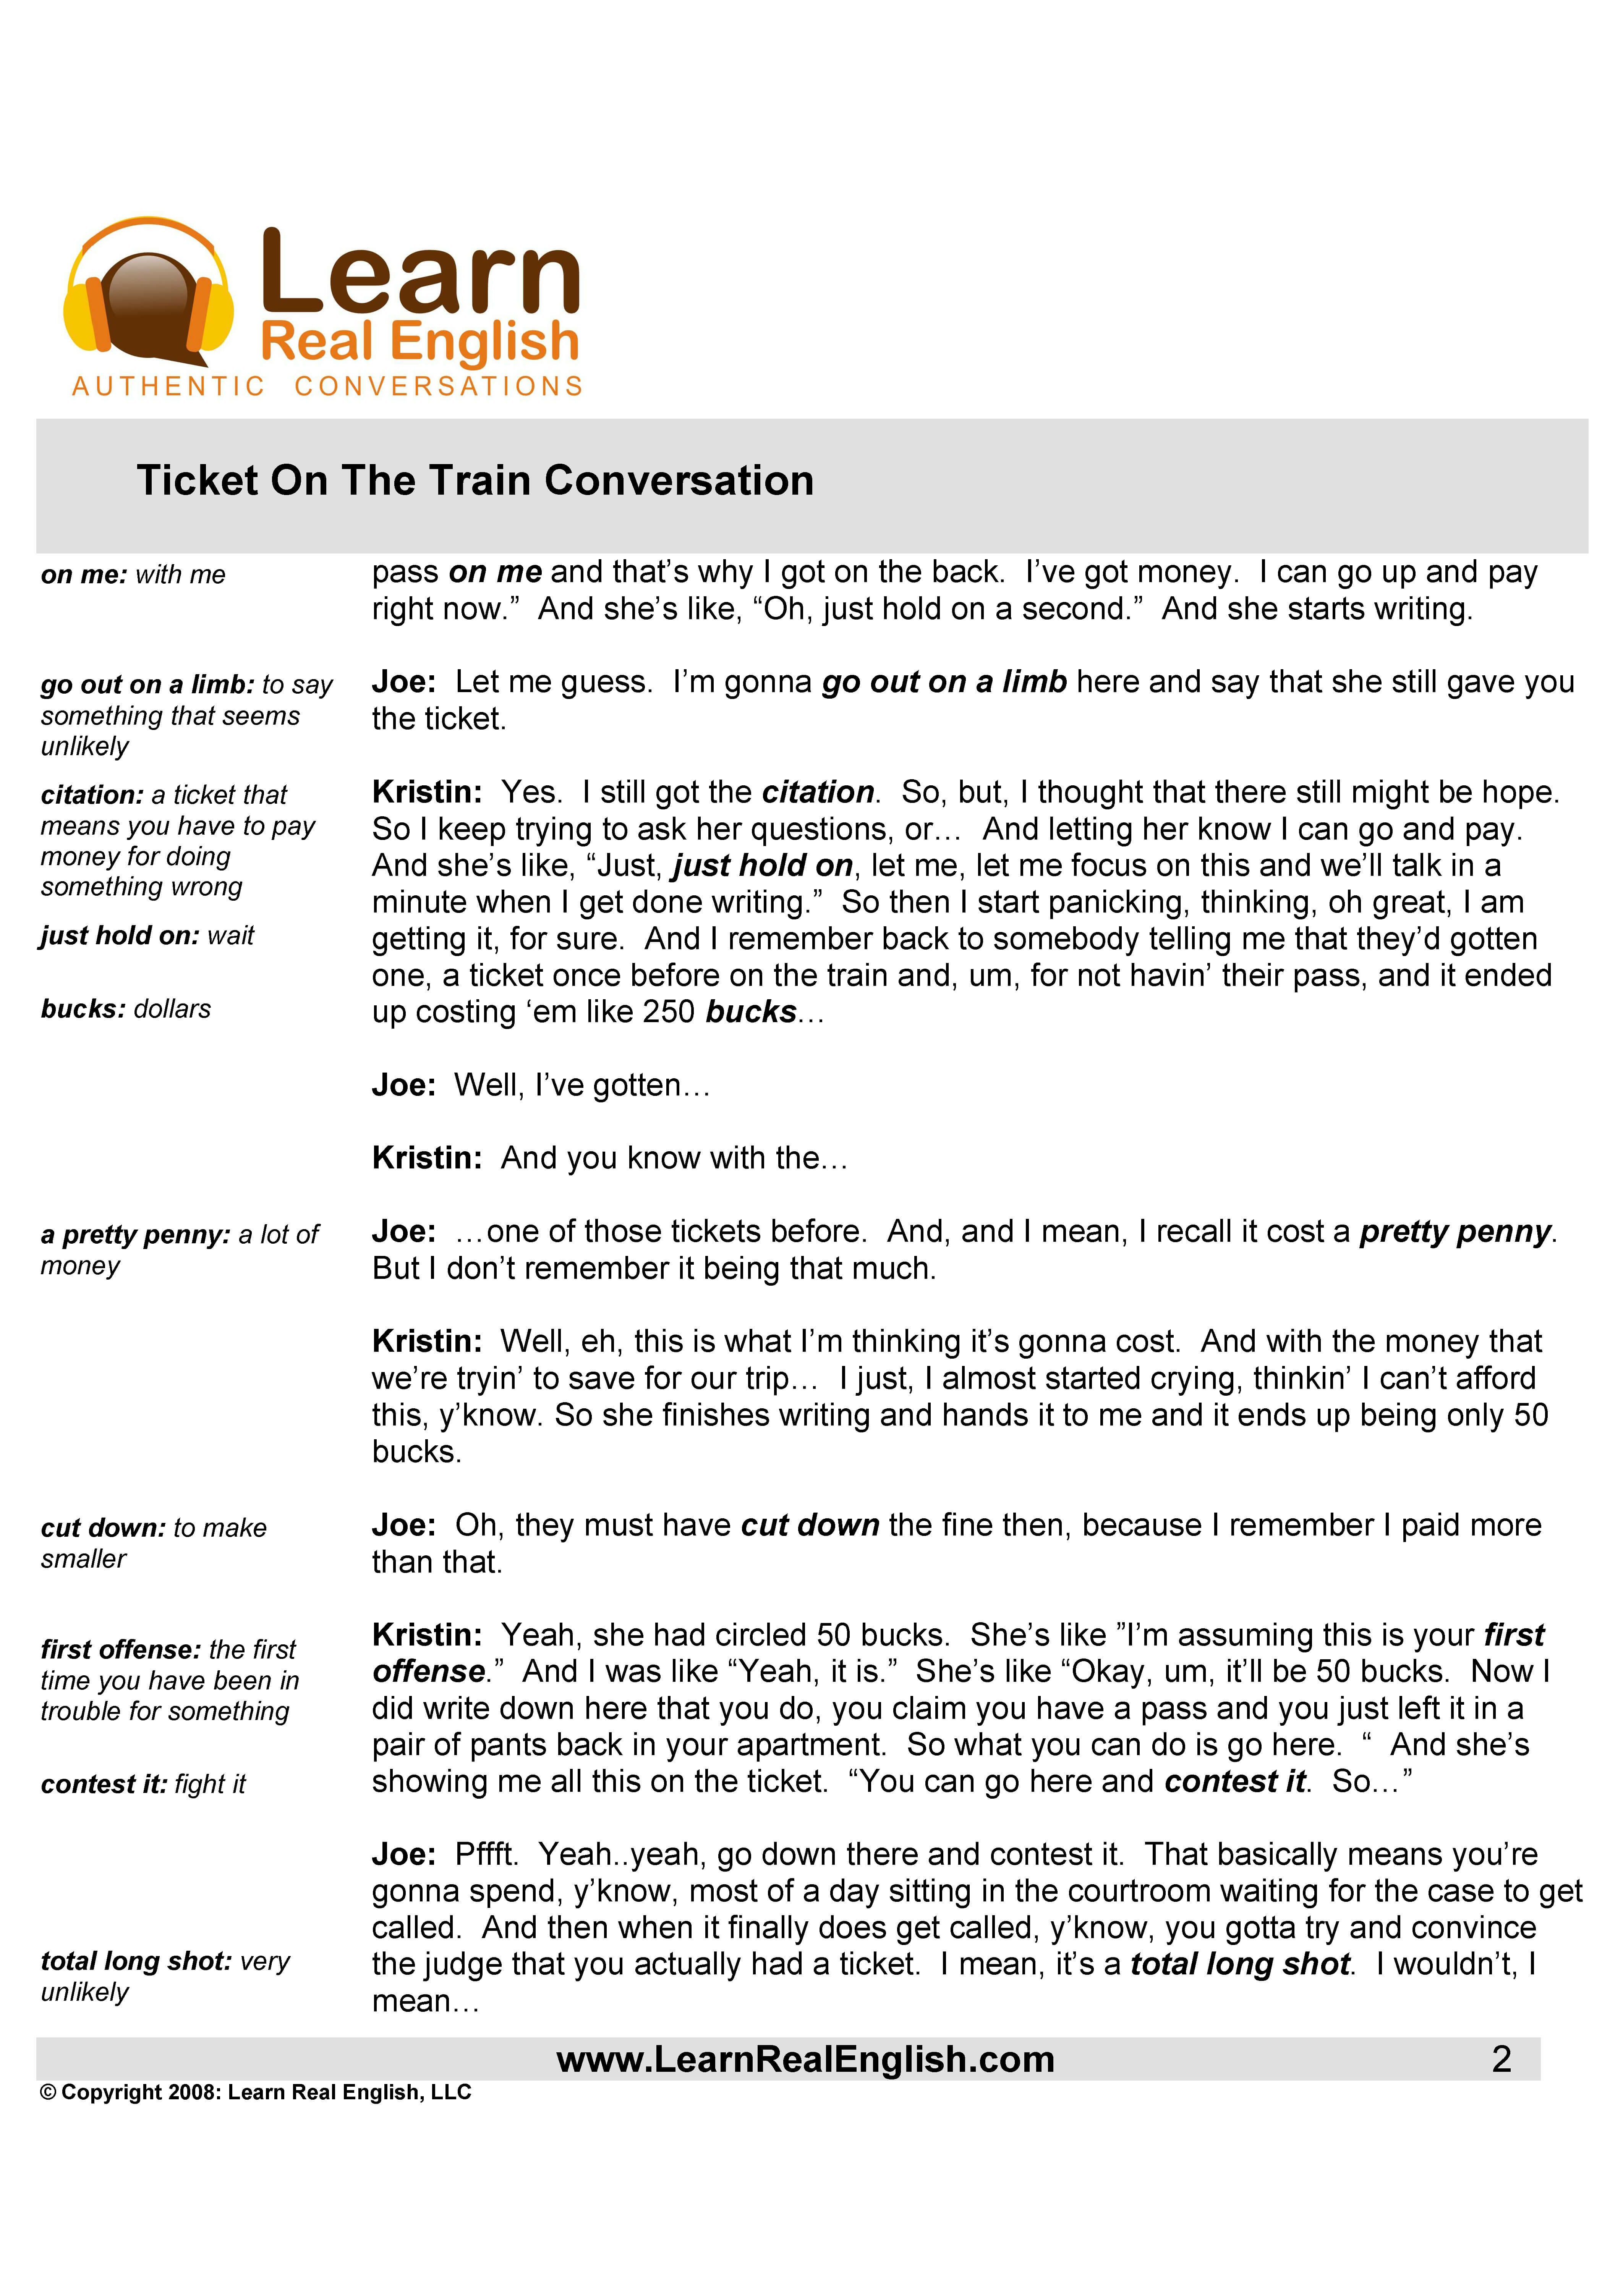 Learn
Real English
AUTHENTIC CONVERSATIONS
Ticket On The Train Conversation
on me: with me
pass on me and that’s why I got on the back. I’ve got money. I can go up and pay
right now.” And she’s like, “Oh, just hold on a second.” And she starts writing.
go out on a limb: to say
something that seems
unlikely
Joe: Let me guess. I’m gonna go out on a limb here and say that she still gave you
the ticket.
citation: a ticket that
means you have to pay
money for doing
something wrong
just hold on: wait
bucks: dollars
Kristin: Yes. I still got the citation. So, but, I thought that there still might be hope.
So I keep trying to ask her questions, or… And letting her know I can go and pay.
And she’s like, “Just, just hold on, let me, let me focus on this and we’ll talk in a
minute when I get done writing.” So then I start panicking, thinking, oh great, I am
getting it, for sure. And I remember back to somebody telling me that they’d gotten
one, a ticket once before on the train and, um, for not havin’ their pass, and it ended
up costing ‘em like 250 bucks…
Joe: Well, I’ve gotten…
Kristin: And you know with the…
a pretty penny: a lot of
money
Joe: …one of those tickets before. And, and I mean, I recall it cost a pretty penny.
But I don’t remember it being that much.
Kristin: Well, eh, this is what I’m thinking it’s gonna cost. And with the money that
we’re tryin’ to save for our trip… I just, I almost started crying, thinkin’ I can’t afford
this, y’know. So she finishes writing and hands it to me and it ends up being only 50
bucks.
cut down: to make
smaller
Joe: Oh, they must have cut down the fine then, because I remember I paid more
than that.
first offense: the first
time you have been in
trouble for something
contest it: fight it
Kristin: Yeah, she had circled 50 bucks. She’s like ”I’m assuming this is your first
offense.” And I was like “Yeah, it is.” She’s like “Okay, um, it’ll be 50 bucks. Now I
did write down here that you do, you claim you have a pass and you just left it in a
pair of pants back in your apartment. So what you can do is go here. “ And she’s
showing me all this on the ticket. “You can go here and contest it. So…”
total long shot: very
unlikely
Joe: Pffft. Yeah..yeah, go down there and contest it. That basically means you’re
gonna spend, y’know, most of a day sitting in the courtroom waiting for the case to get
called. And then when it finally does get called, y’know, you gotta try and convince
the judge that you actually had a ticket. I mean, it’s a total long shot. I wouldn’t, I
mean…
www.LearnRealEnglish.com 2
© Copyright 2008: Learn Real English, LLC